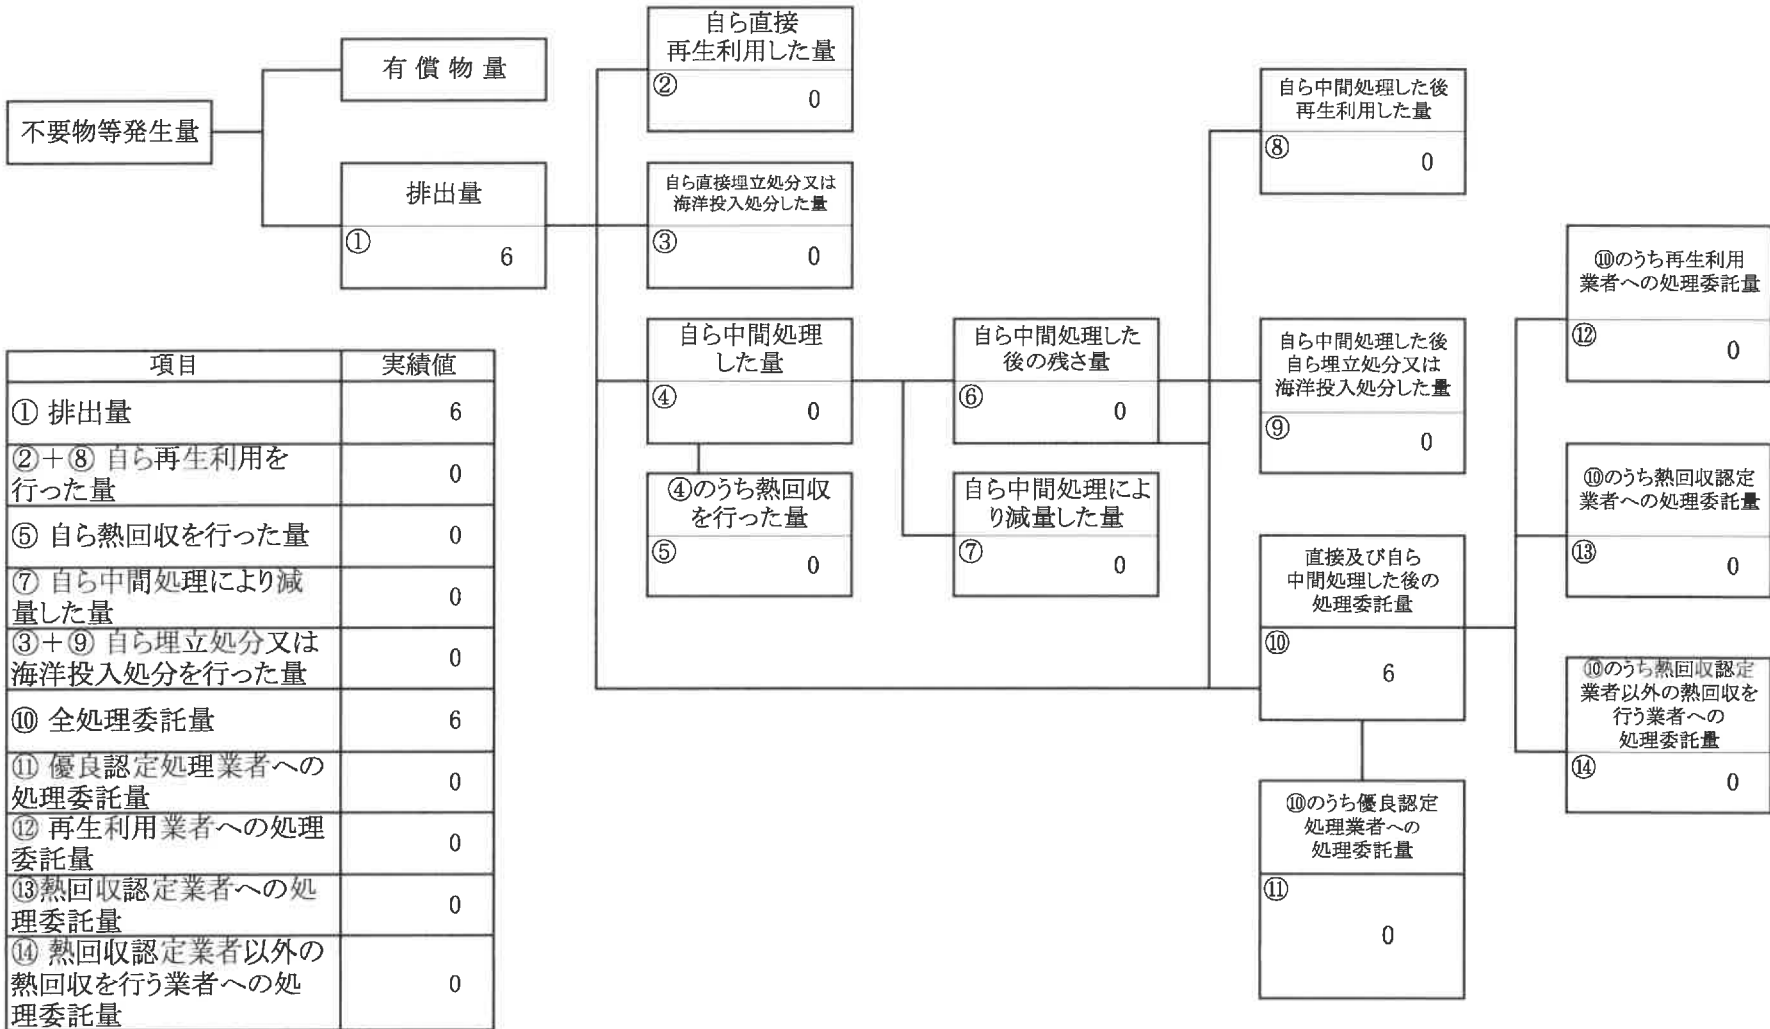 不要物等発生量
有償物量
排出量
①
6
自ら直接
再生利用した量
②
0
自ら直接埋立処分又は
海洋投入処分した量
③
0
自ら中間処理
した量
④
0
④のうち熱回収
を行った量
⑤
0
自ら中間処理した
後の残さ量
⑥
0
自ら中間処理によ
り減量した量
⑦
0
自ら中間処理した後
再生利用した量
⑧
0
自ら中間処理した後
自ら埋立処分又は
海洋投入処分した量
⑨
0
直接及び自ら
中間処理した後の
処理委託量
⑩
6
⑩のうち優良認定
処理業者への
処理委託量
⑪
0
⑩のうち再生利用
業者への処理委託量
⑫
0
⑩のうち熱回収認定
業者への処理委託量
⑬
0
⑩のうち熱回収認定
業者以外の熱回収を
行う業者への
処理委託量
⑭
0
項目 実績値
① 排出量 6
②＋⑧ 自ら再生利用を
行った量 0
⑤ 自ら熱回収を行った量 0
⑦ 自ら中間処理により減
量した量 0
③＋⑨ 自ら埋立処分又は
海洋投入処分を行った量 0
⑩ 全処理委託量 6
⑪ 優良認定処理業者への
処理委託量 0
⑫ 再生利用業者への処理
委託量 0
⑬熱回収認定業者への処
理委託量 0
⑭ 熱回収認定業者以外の
熱回収を行う業者への処
理委託量 0